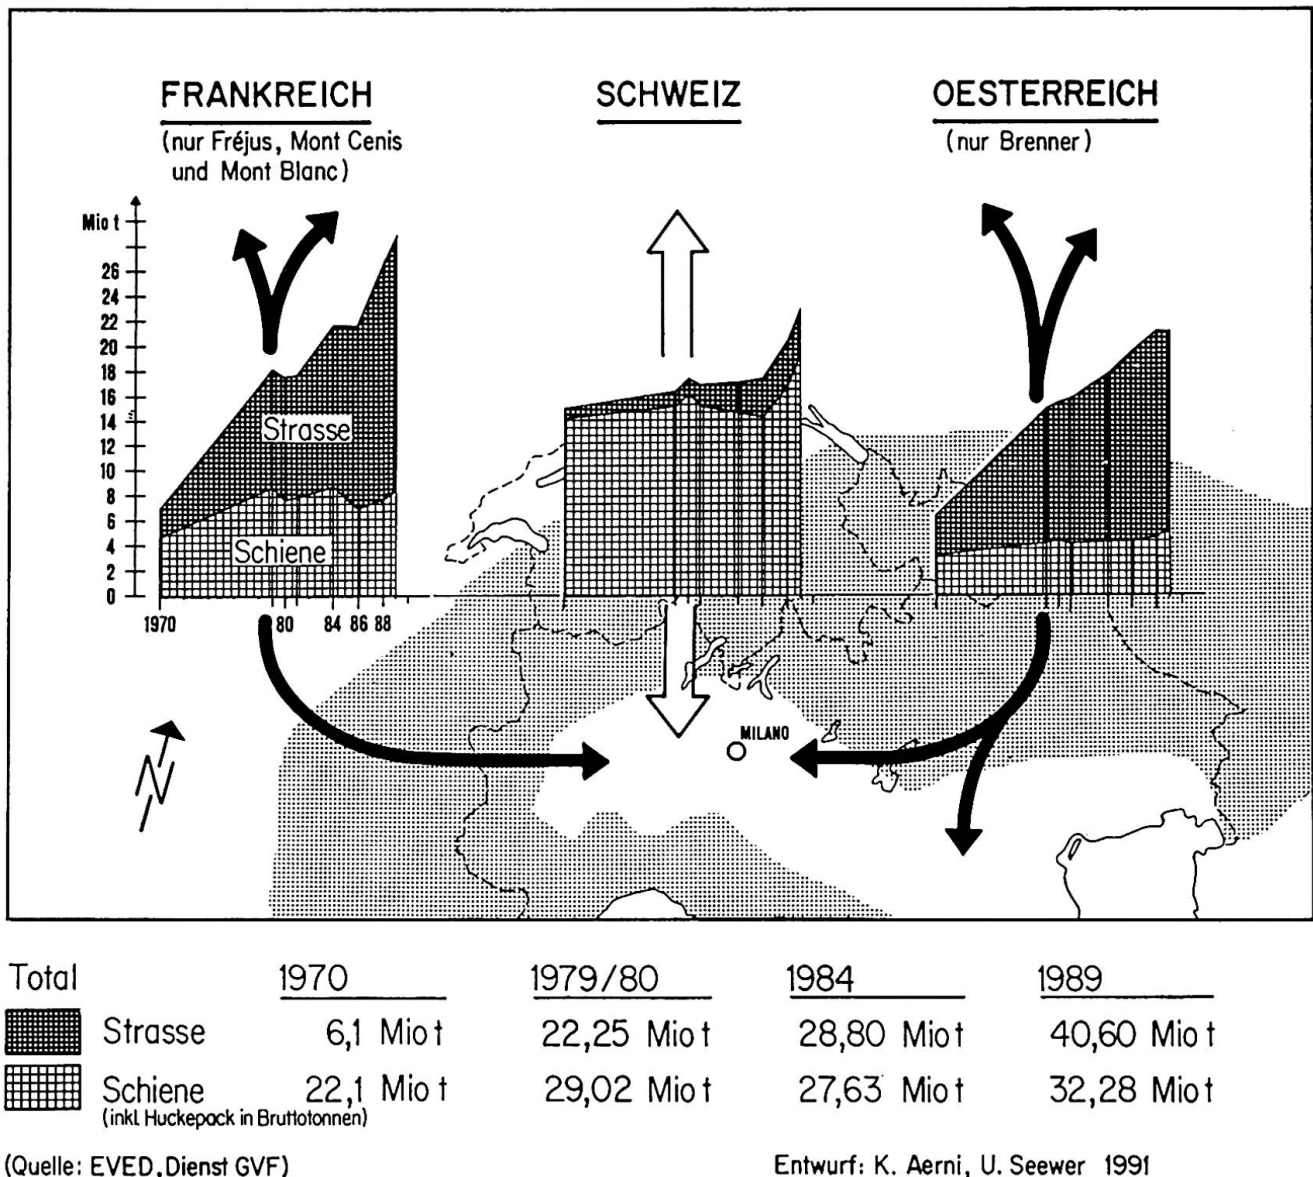 FRANKREICH
(nur Fréjus, Mont Cenis
und Mont Blanc)
SCHWEIZ
OESTERREICH
(nur Brenner)
Mio t
26
24
22
20
18
16
14
12
10
8
6
4
2
0
Strasse
Schiene
1970
80
84
86
88
MILANO
N
Total 1970 1979/80 1984 1989
Strasse 6,1 Mio t 22,25 Mio t 28,80 Mio t 40,60 Mio t
Schiene 22,1 Mio t 29,02 Mio t 27,63 Mio t 32,28 Mio t
(inkl. Huckepack in Bruttotonnen)
(Quelle: EVED, Dienst GVF) Entwurf: K. Aerni, U. Seewer 1991